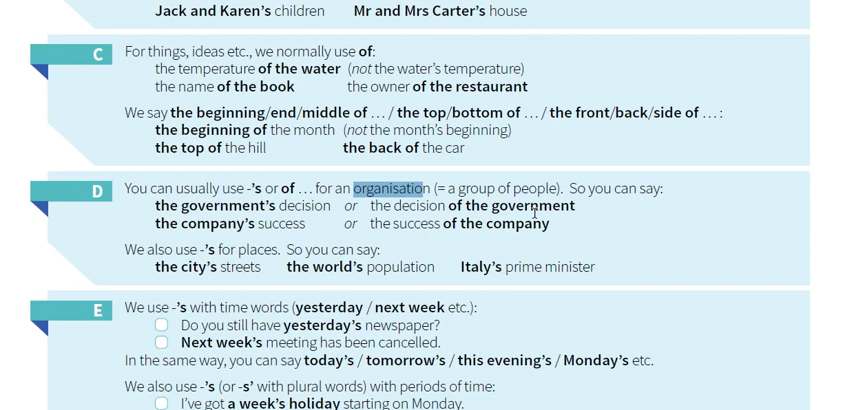 Jack and Karen’s children Mr and Mrs Carter’s house
C
For things, ideas etc., we normally use of:
the temperature of the water (not the water’s temperature)
the name of the book the owner of the restaurant
We say the beginning/end/middle of … / the top/bottom of … / the front/back/side of … :
the beginning of the month (not the month’s beginning)
the top of the hill the back of the car
D
You can usually use -’s or of … for an organisation (= a group of people). So you can say:
the government’s decision or the decision of the government
the company’s success or the success of the company
We also use -’s for places. So you can say:
the city’s streets the world’s population Italy’s prime minister
E
We use -’s with time words (yesterday / next week etc.):
Do you still have yesterday’s newspaper?
Next week’s meeting has been cancelled.
In the same way, you can say today’s / tomorrow’s / this evening’s / Monday’s etc.
We also use -’s (or -s’ with plural words) with periods of time:
I’ve got a week’s holiday starting on Monday.